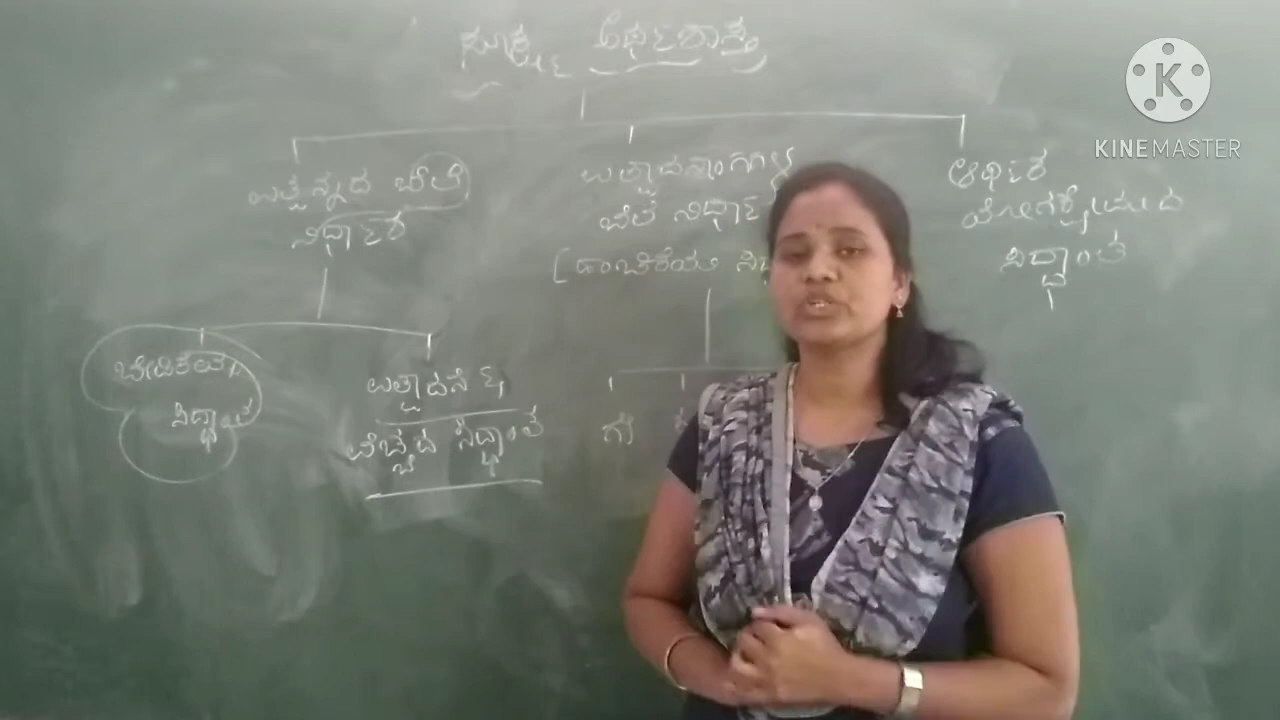 ಸೂಕ್ಷ್ಮ ಅರ್ಥಶಾಸ್ತ್ರ
ಉತ್ಪನ್ನದ ಬೆಲೆ
ನಿರ್ಧಾರ
ಉತ್ಪಾದನಾಂಗಗಳ
ಬೆಲೆ ನಿರ್ಧಾ
ಆರ್ಥಿಕ
ಯೋಗಕ್ಷೇಮದ
ಸಿದ್ಧಾಂತ
ಬೇಡಿಕೆಯ
ಸಿದ್ಧಾಂತ
ಉತ್ಪಾದನೆ &
ವೆಚ್ಚದ ಸಿದ್ಧಾಂತ
ಗೇ
K
KINEMASTER